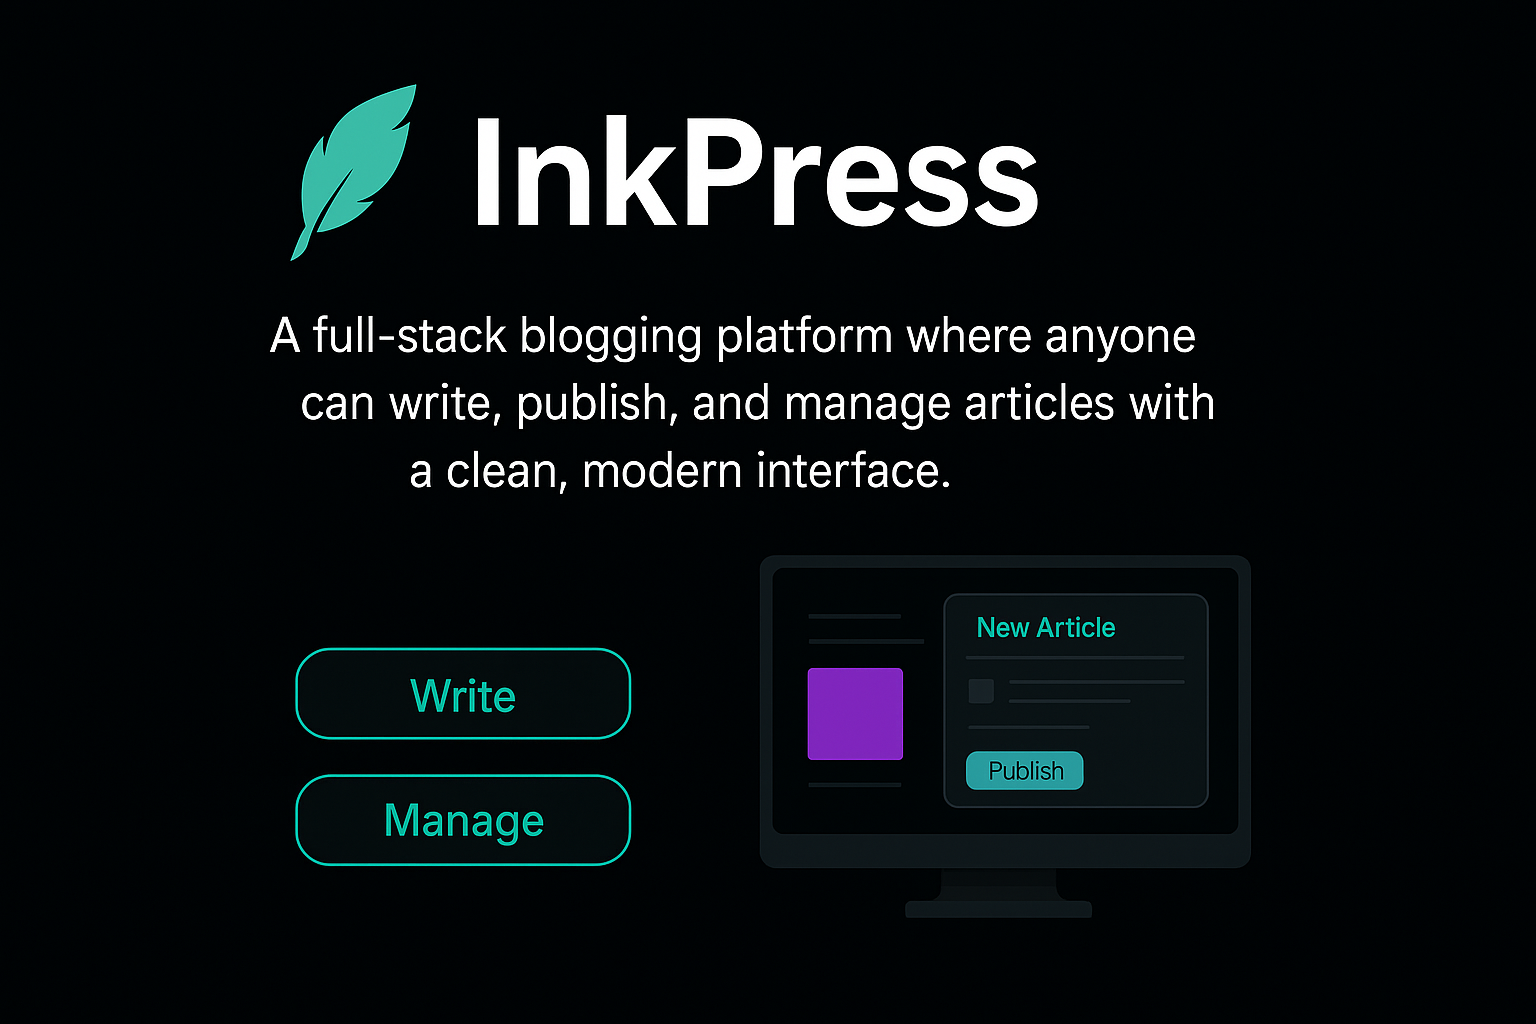 InkPress
A full-stack blogging platform where anyone
can write, publish, and manage articles with
a clean, modern interface.
Write
Manage
New Article
Publish